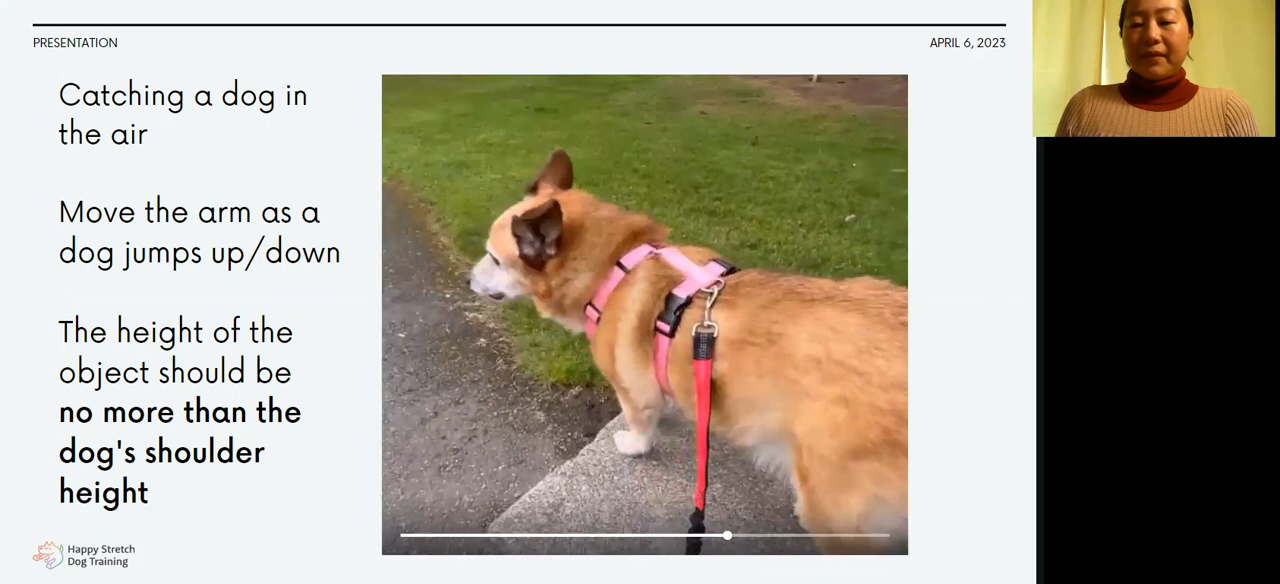 PRESENTATION
APRIL 6, 2023
Catching a dog in
the air
Move the arm as a
dog jumps up/down
The height of the
object should be
no more than the
dog's shoulder
height
Happy Stretch
Dog Training